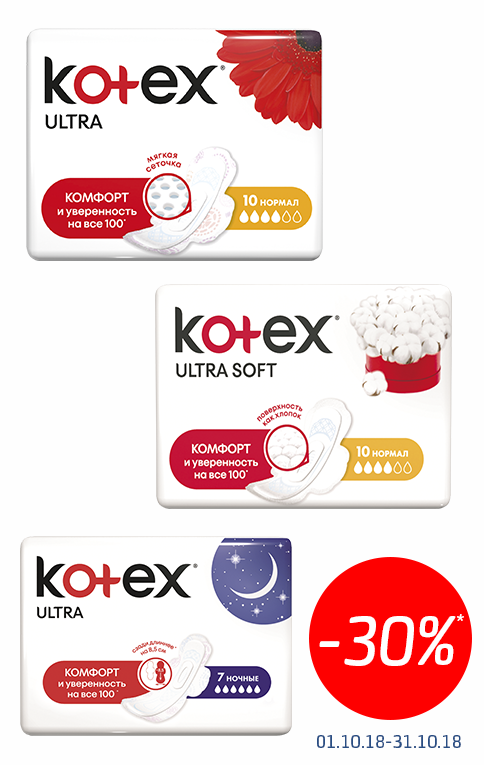 kotex®
ULTRA
мягкая
сеточка
КОМФОРТ
и уверенность
на все 100*
10 НОРМАЛ
kotex®
ULTRA SOFT
поверхность
как хлопок
КОМФОРТ
и уверенность
на все 100*
10 НОРМАЛ
kotex®
ULTRA
сзади длиннее*
на 8,5 см
КОМФОРТ
и уверенность
на все 100*
7 НОЧНЫЕ
-30%*
01.10.18-31.10.18